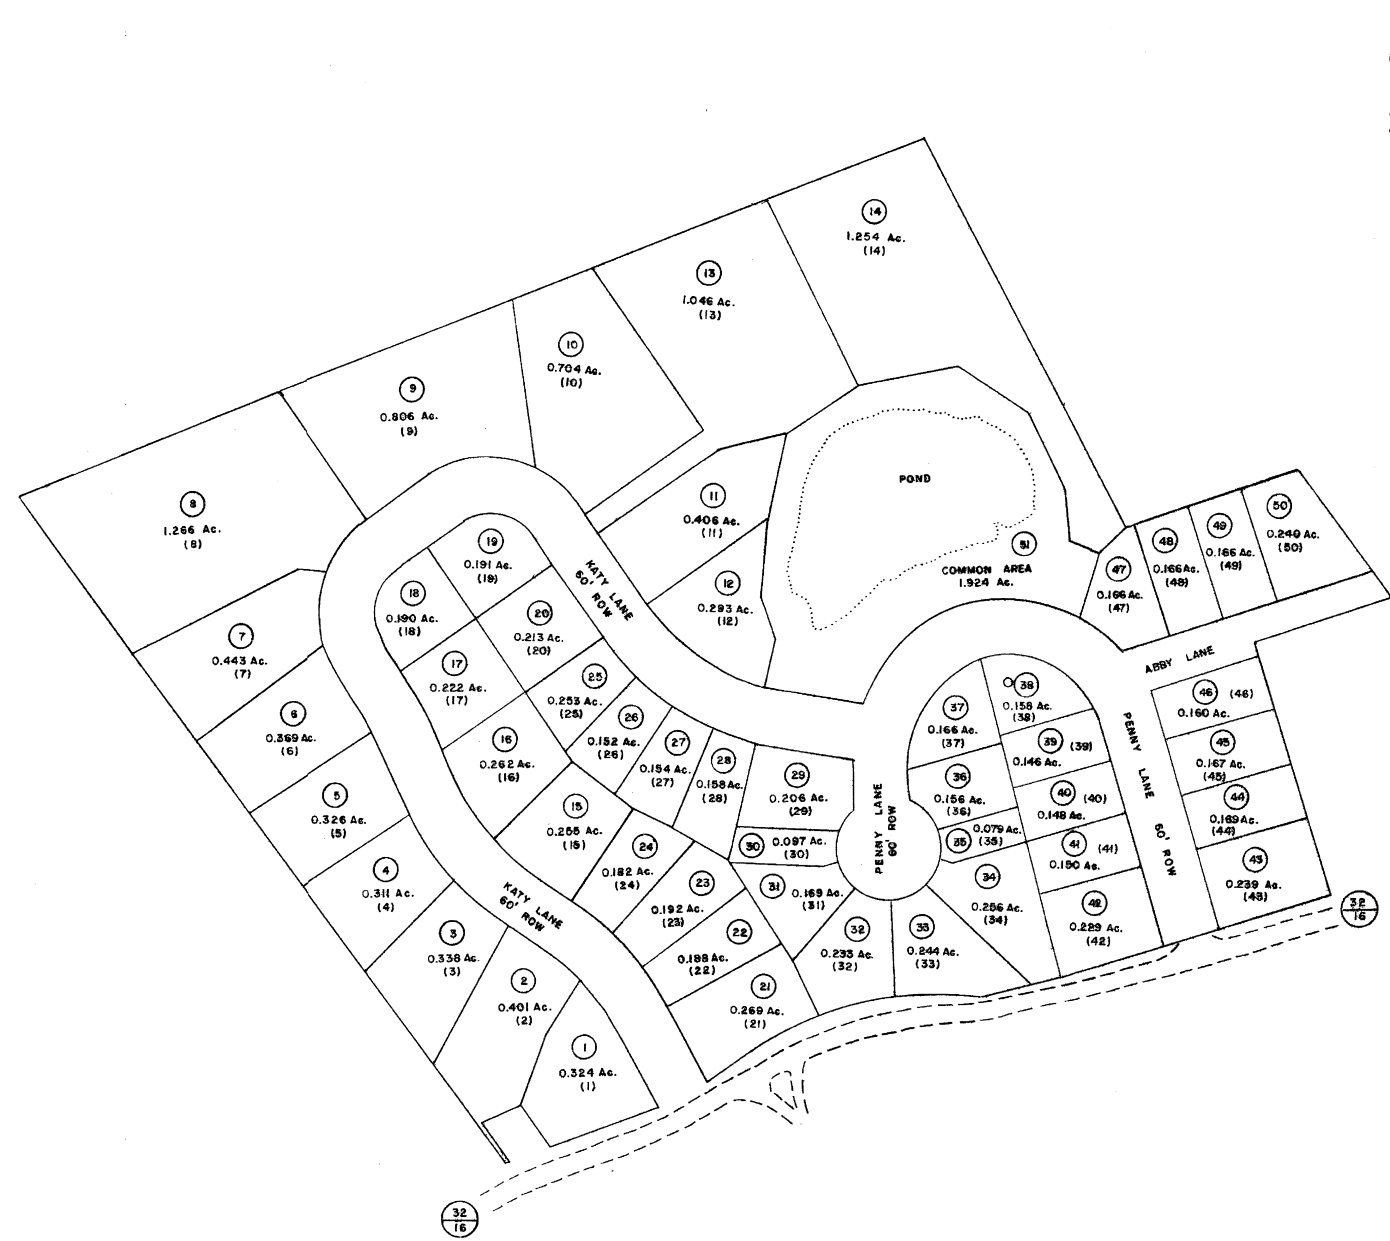 14
1.254 Ac.
(14)
13
1.046 Ac.
(13)
10
0.704 Ac.
(10)
9
0.806 Ac.
(9)
8
1.266 Ac.
(8)
POND
11
0.406 Ac.
(11)
12
0.293 Ac.
(12)
51
COMMON AREA
1.924 Ac.
50
0.240 Ac.
(50)
49
0.166 Ac.
(49)
48
0.166 Ac.
(48)
47
0.166 Ac.
(47)
19
0.191 Ac.
(19)
18
0.190 Ac.
(18)
KATY LANE
60' ROW
20
0.213 Ac.
(20)
7
0.443 Ac.
(7)
17
0.222 Ac.
(17)
25
0.253 Ac.
(25)
ABBY LANE
6
0.369 Ac.
(6)
16
0.262 Ac.
(16)
26
0.152 Ac.
(26)
27
0.154 Ac.
(27)
28
0.158 Ac.
(28)
29
0.206 Ac.
(29)
37
0.166 Ac.
(37)
38
0.158 Ac.
(38)
46 (46)
0.160 Ac.
39 (39)
0.146 Ac.
PENNY LANE 60' ROW
45
0.167 Ac.
(45)
36
0.156 Ac.
(36)
40 (40)
0.148 Ac.
44
0.169 Ac.
(44)
5
0.326 Ac.
(5)
15
0.255 Ac.
(15)
PENNY LANE
60' ROW
30 0.097 Ac.
(30)
35 0.079 Ac.
(35)
41 (41)
0.150 Ac.
43
0.239 Ac.
(43)
4
0.311 Ac.
(4)
24
0.182 Ac.
(24)
23
0.192 Ac.
(23)
31 0.169 Ac.
(31)
34
0.256 Ac.
(34)
42
0.229 Ac.
(42)
32
16
KATY LANE
60' ROW
3
0.338 Ac.
(3)
22
0.188 Ac.
(22)
32
0.233 Ac.
(32)
33
0.244 Ac.
(33)
2
0.401 Ac.
(2)
21
0.269 Ac.
(21)
1
0.324 Ac.
(1)
32
16